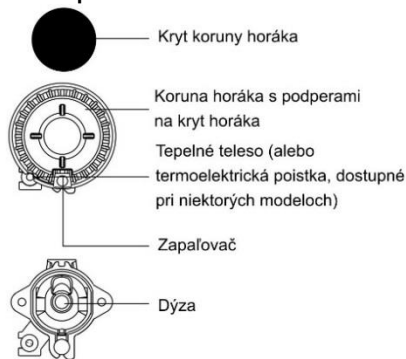 Kryt koruny horáka
Koruna horáka s podperami
na kryt horáka
Tepelné teleso (alebo
termoelektrická poistka, dostupné
pri niektorých modeloch)
Zapaľovač
Dýza